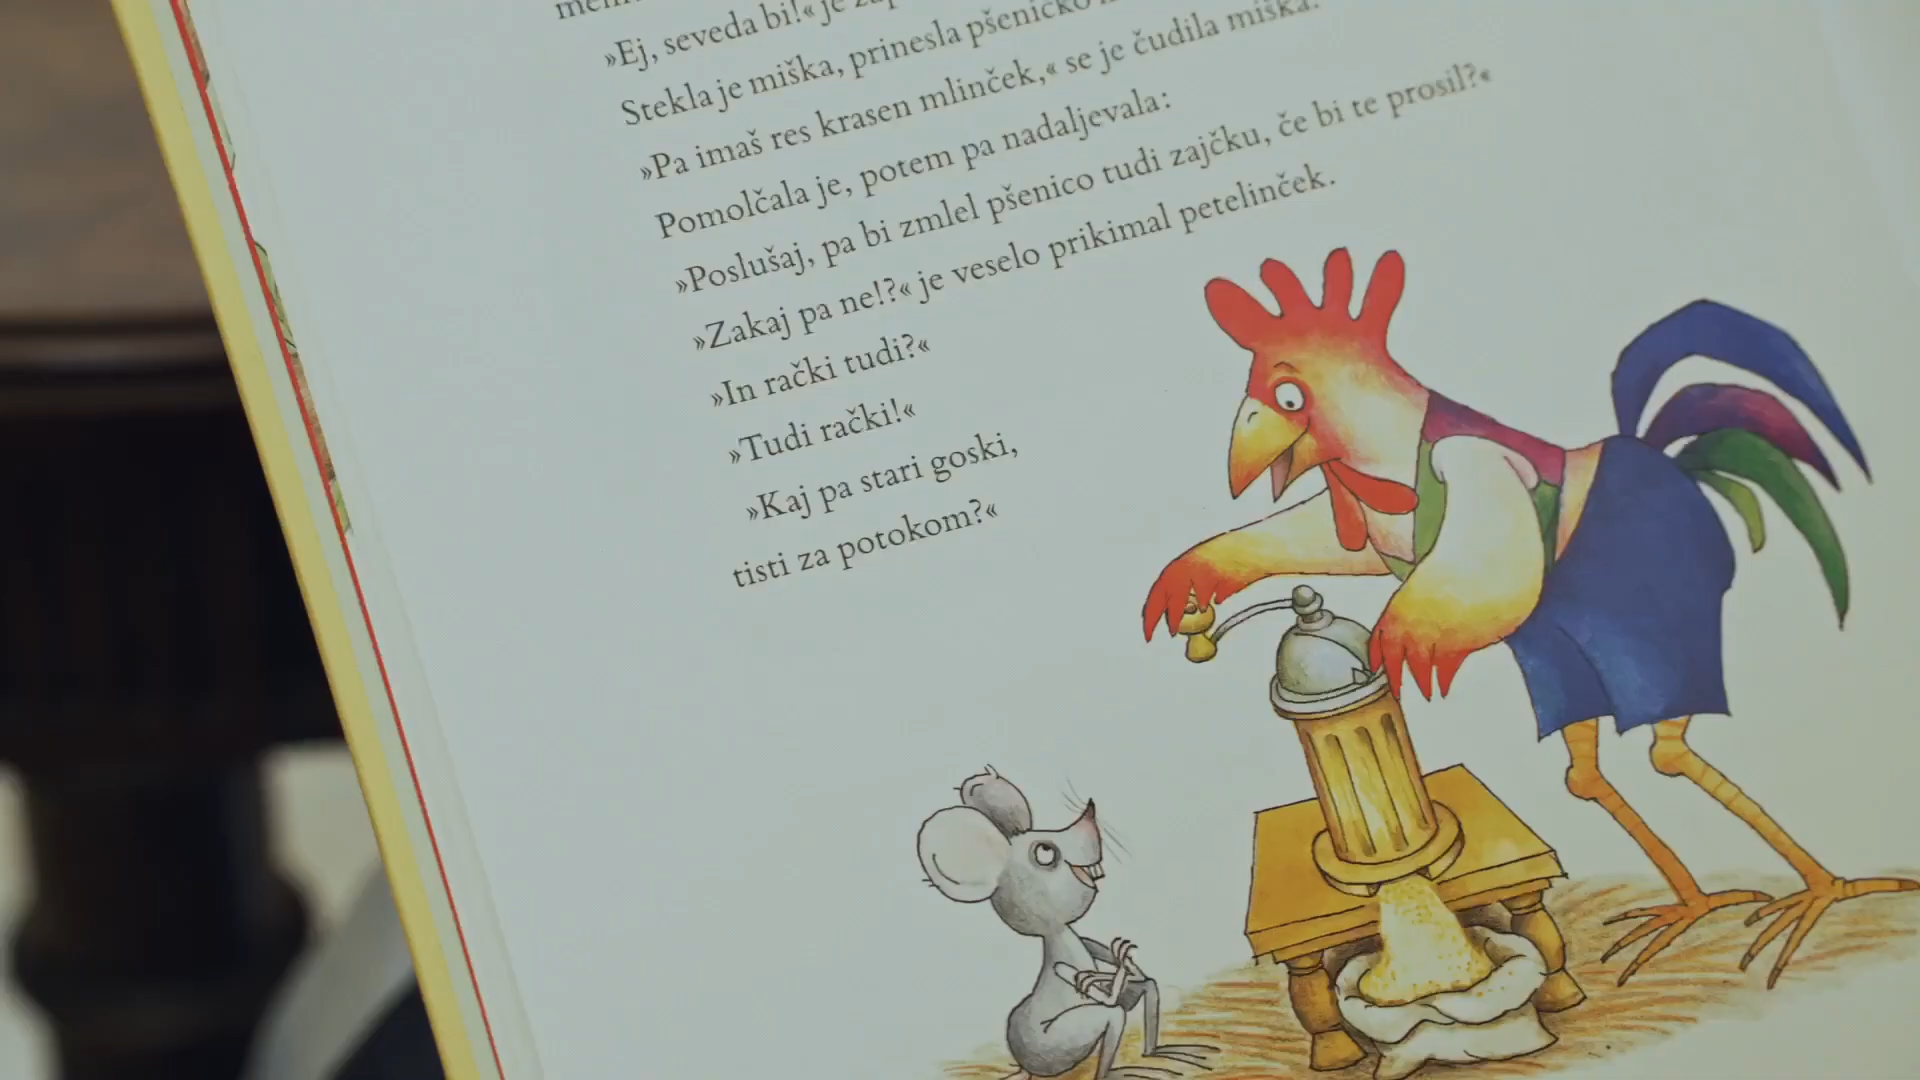 »Ej, seveda bi!« je
Stekla je miška, prinesla pšeničko
»Pa imaš res krasen mlinček,« se je čudila miška.
Pomolčala je, potem pa nadaljevala:
»Poslušaj, pa bi zmlel pšenico tudi zajčku, če bi te prosil?«
»Zakaj pa ne!?« je veselo prikimal petelinček.
»In rački tudi?«
»Tudi rački!«
»Kaj pa stari goski,
tisti za potokom?«